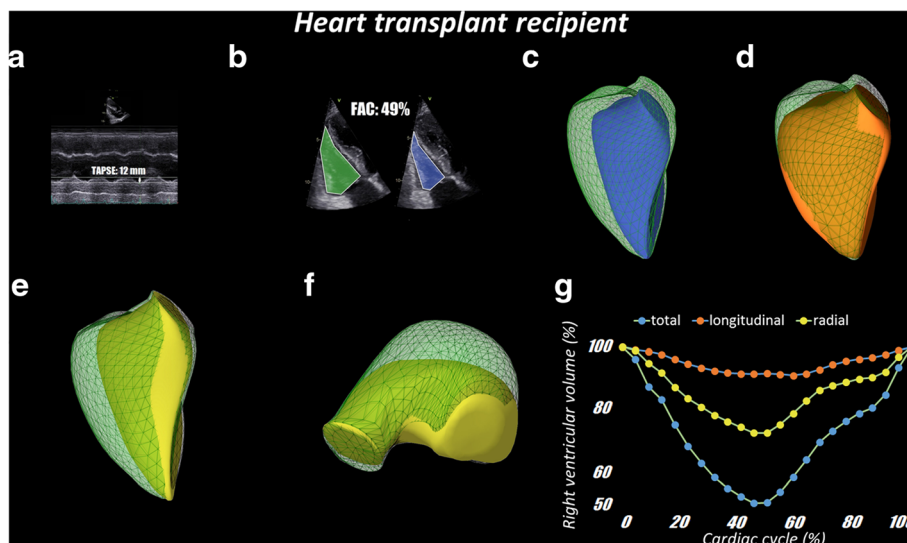 Heart transplant recipient
a
b
c
d
TAPSE: 12 mm
FAC: 49%
e
f
g
total longitudinal radial
Right ventricular volume (%)
100
80
60
50
0 20 40 60 80 100
Cardiac cycle (%)